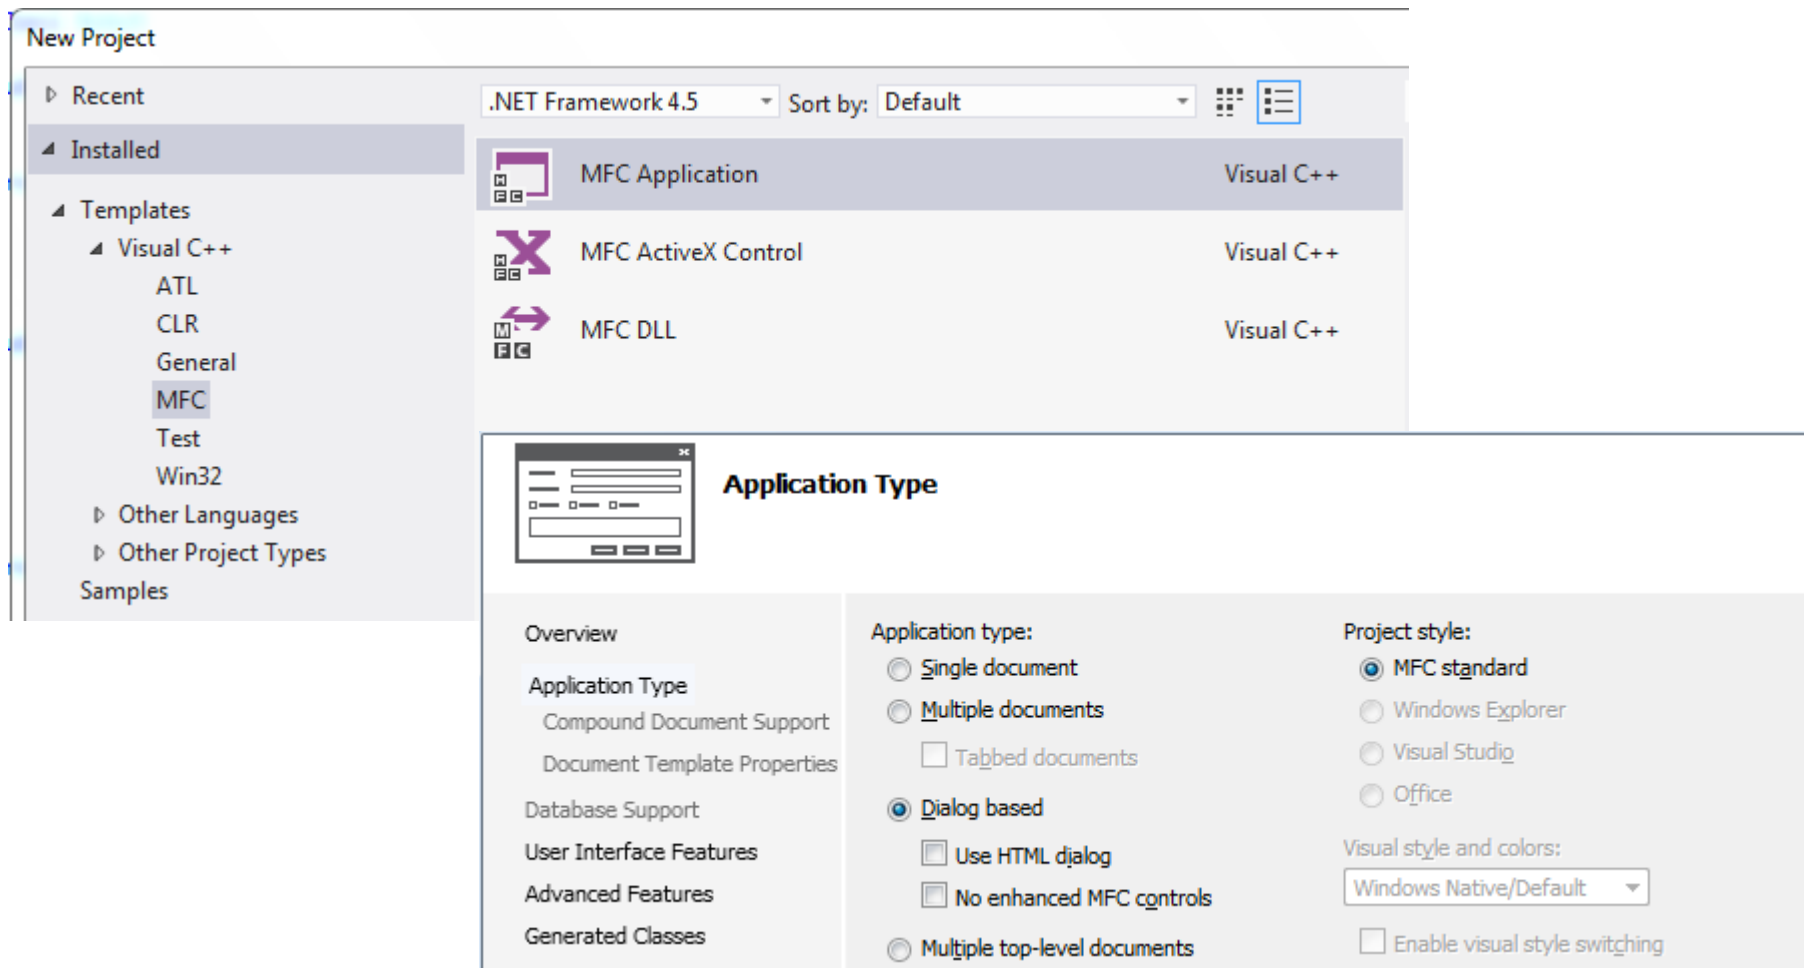 New Project
Recent
Installed
Templates
Visual C++
ATL
CLR
General
MFC
Test
Win32
Other Languages
Other Project Types
Samples
.NET Framework 4.5 Sort by: Default
MFC Application Visual C++
MFC ActiveX Control Visual C++
MFC DLL Visual C++
Application Type
Overview
Application Type
Compound Document Support
Document Template Properties
Database Support
User Interface Features
Advanced Features
Generated Classes
Application type:
Single document
Multiple documents
Tabbed documents
Dialog based
Use HTML dialog
No enhanced MFC controls
Multiple top-level documents
Project style:
MFC standard
Windows Explorer
Visual Studio
Office
Visual style and colors:
Windows Native/Default
Enable visual style switching